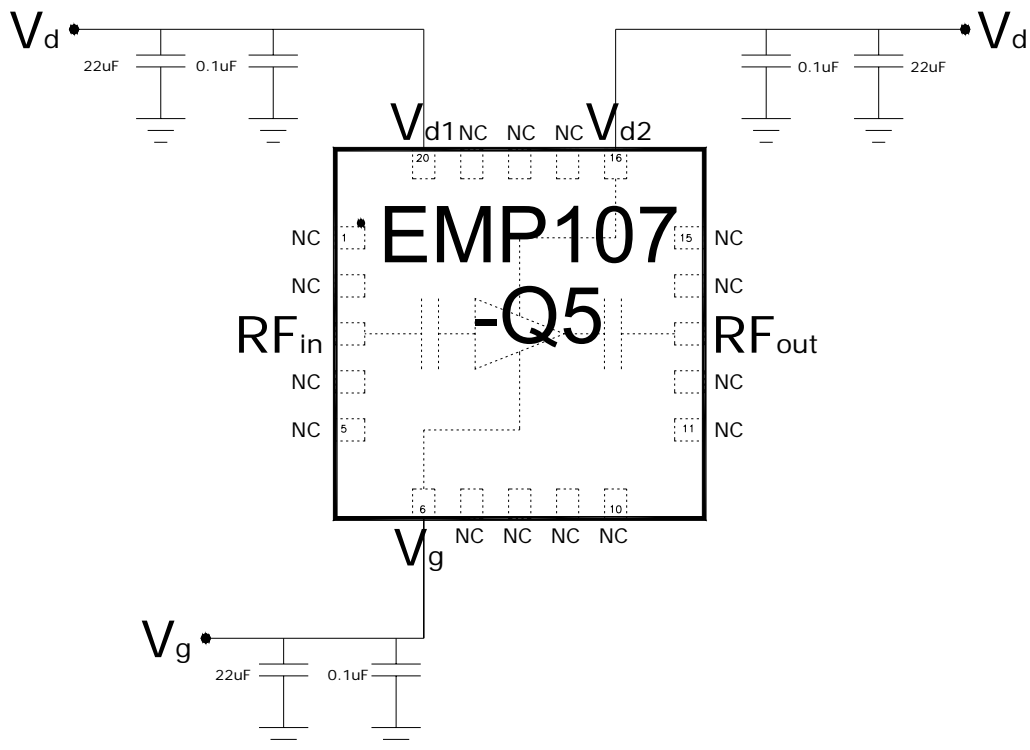 Vd Vd
22uF 0.1uF 0.1uF 22uF
Vd1 NC NC NC Vd2
20 16
EMP107
NC 1 15 NC
NC NC
-Q5
RFin RFout
NC NC
NC 5 11 NC
6 10
Vg NC NC NC NC
Vg
22uF 0.1uF